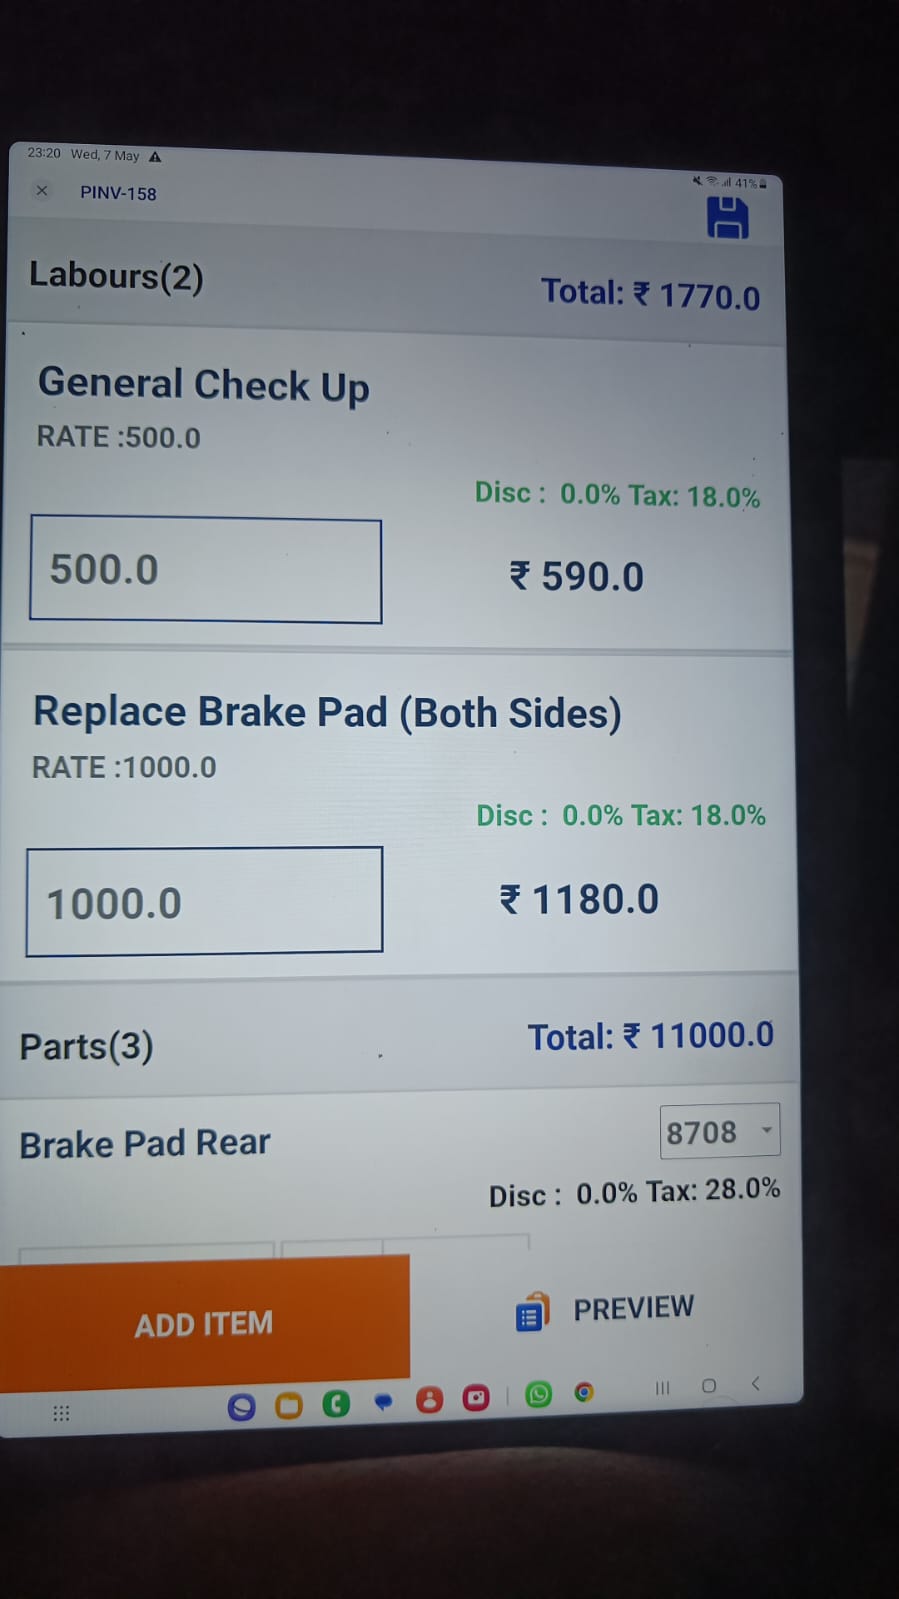 23:20 Wed, 7 May
41%
PINV-158
Labours(2)
Total: ₹ 1770.0
General Check Up
RATE :500.0
Disc : 0.0% Tax: 18.0%
500.0
₹ 590.0
Replace Brake Pad (Both Sides)
RATE :1000.0
Disc : 0.0% Tax: 18.0%
1000.0
₹ 1180.0
Parts(3)
Total: ₹ 11000.0
Brake Pad Rear
8708
Disc : 0.0% Tax: 28.0%
ADD ITEM
PREVIEW